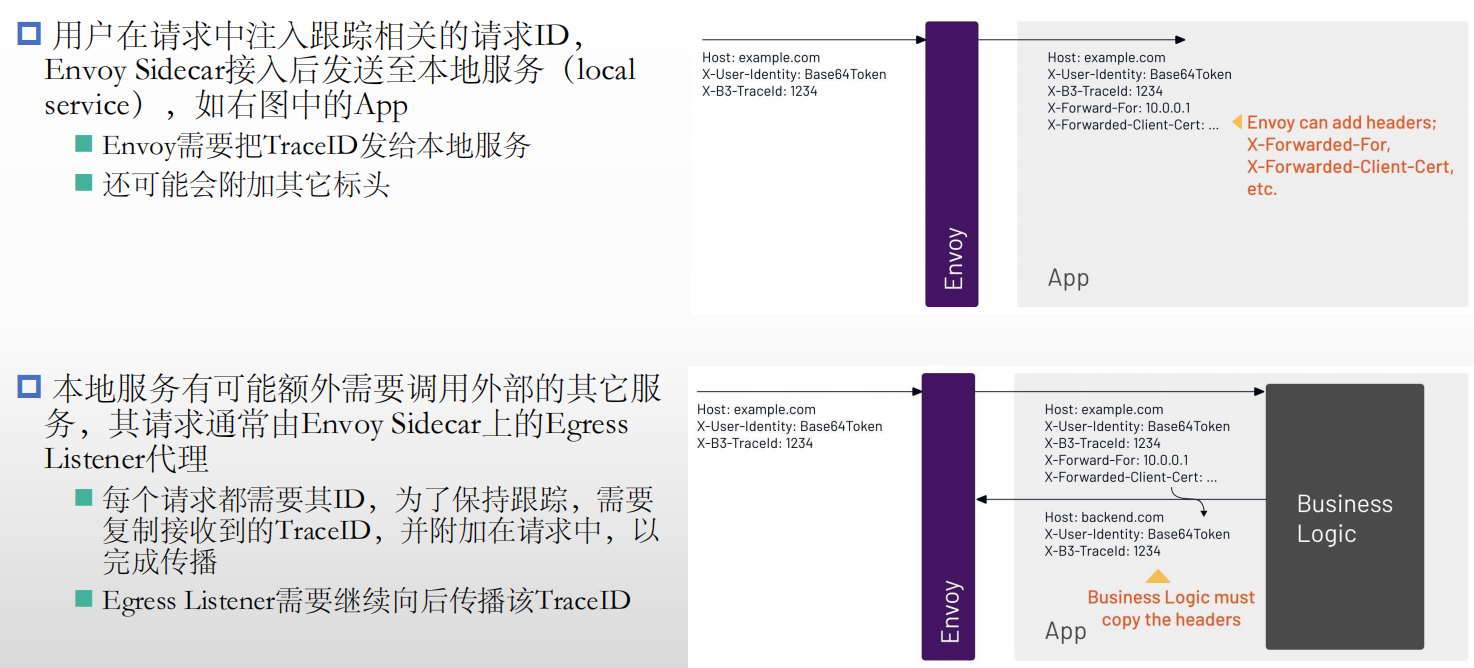 用户在请求中注入跟踪相关的请求ID，
Envoy Sidecar接入后发送至本地服务（local
service），如右图中的App
Envoy需要把TraceID发给本地服务
还可能会附加其它标头
Host: example.com
X-User-Identity: Base64Token
X-B3-TraceId: 1234
Envoy
Host: example.com
X-User-Identity: Base64Token
X-B3-TraceId: 1234
X-Forward-For: 10.0.0.1
X-Forwarded-Client-Cert: ...
Envoy can add headers;
X-Forwarded-For,
X-Forwarded-Client-Cert,
etc.
App
本地服务有可能额外需要调用外部的其它服
务，其请求通常由Envoy Sidecar上的Egress
Listener代理
每个请求都需要其ID，为了保持跟踪，需要
复制接收到的TraceID，并附加在请求中，以
完成传播
Egress Listener需要继续向后传播该TraceID
Host: example.com
X-User-Identity: Base64Token
X-B3-TraceId: 1234
Envoy
Host: example.com
X-User-Identity: Base64Token
X-B3-TraceId: 1234
X-Forward-For: 10.0.0.1
X-Forwarded-Client-Cert: ...
Host: backend.com
X-User-Identity: Base64Token
X-B3-TraceId: 1234
Business Logic must
copy the headers
App
Business
Logic